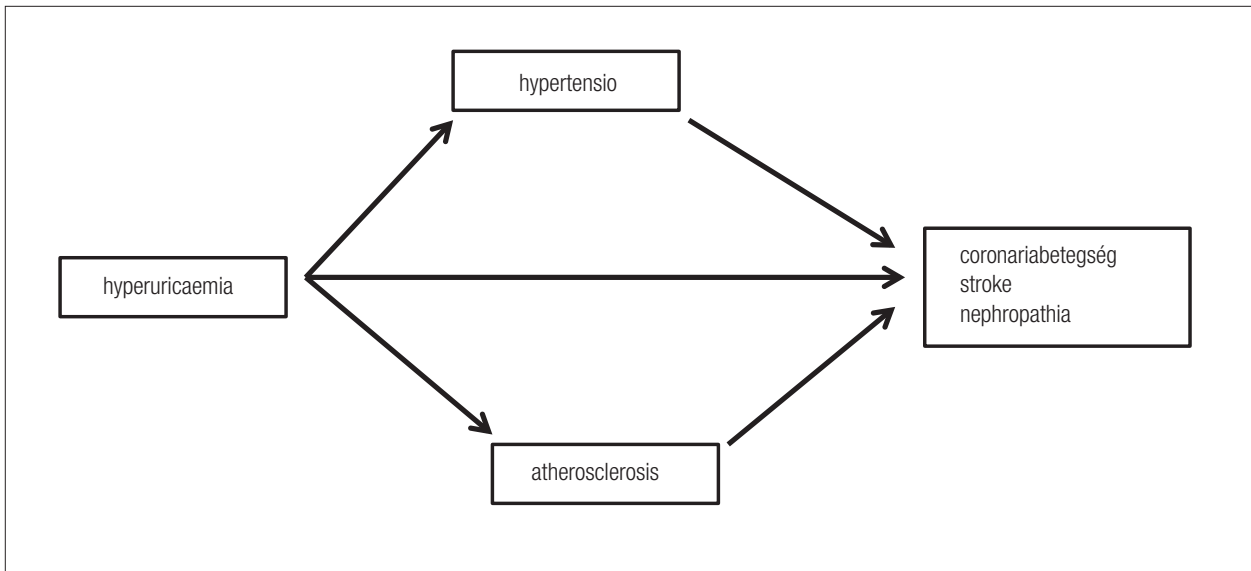 hypertensio
hyperuricaemia
coronariabetegség
stroke
nephropathia
atherosclerosis